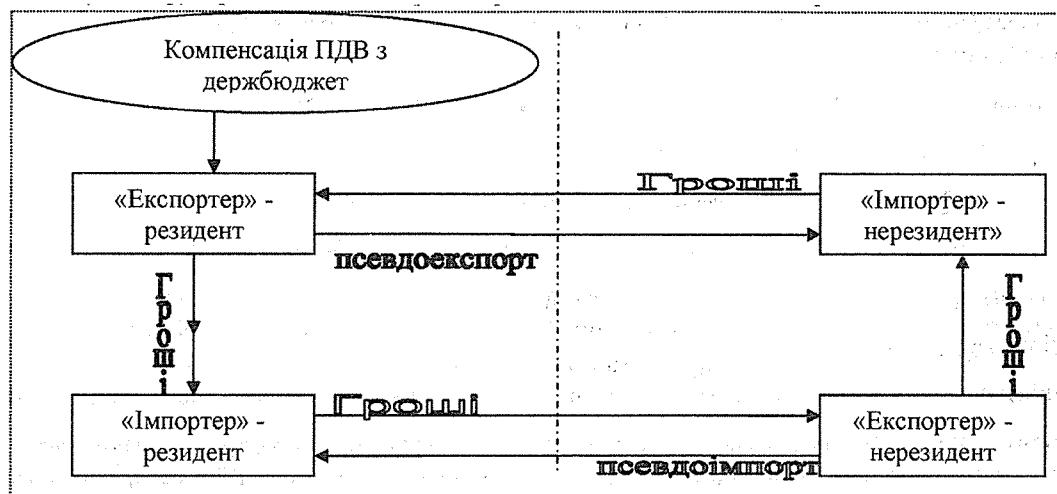 Компенсація ПДВ з
держбюджет
«Експортер» -
резидент
Гроші
«Імпортер» -
нерезидент»
псевдоекспорт
Гроші
Гроші
«Імпортер» -
резидент
Гроші
«Експортер» -
нерезидент
псевдоімпорт